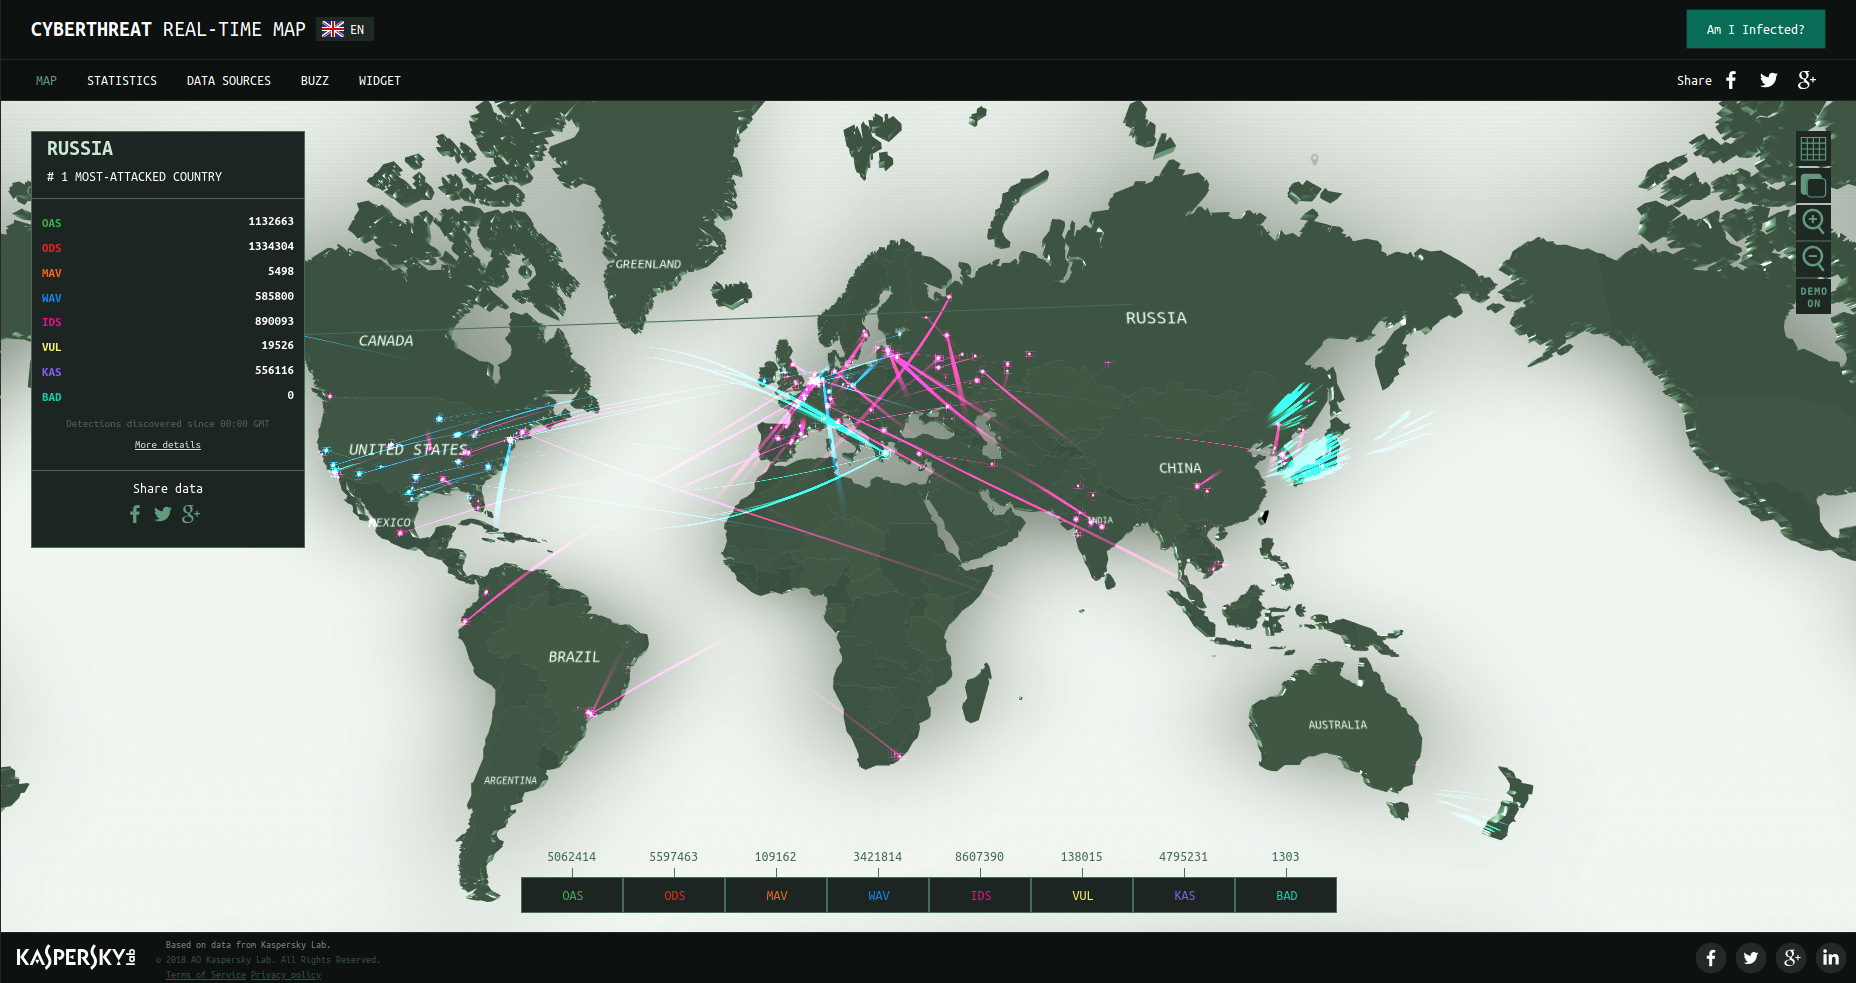 CYBERTHREAT REAL-TIME MAP EN
Am I Infected?
MAP STATISTICS DATA SOURCES BUZZ WIDGET
Share
RUSSIA
# 1 MOST-ATTACKED COUNTRY
OAS 1132663
ODS 1334304
MAV 5498
WAV 585800
IDS 890093
VUL 19526
KAS 556116
BAD 0
Detections discovered since 00:00 GMT
More details
Share data
GREENLAND
CANADA
RUSSIA
UNITED STATES
CHINA
MEXICO
INDIA
BRAZIL
AUSTRALIA
ARGENTINA
DEMO
ON
5062414 5597463 109162 3421814 8607390 138015 4795231 1303
OAS ODS MAV WAV IDS VUL KAS BAD
KASPERSKY lab
Based on data from Kaspersky Lab.
© 2018 AO Kaspersky Lab. All Rights Reserved.
Terms of Service Privacy policy